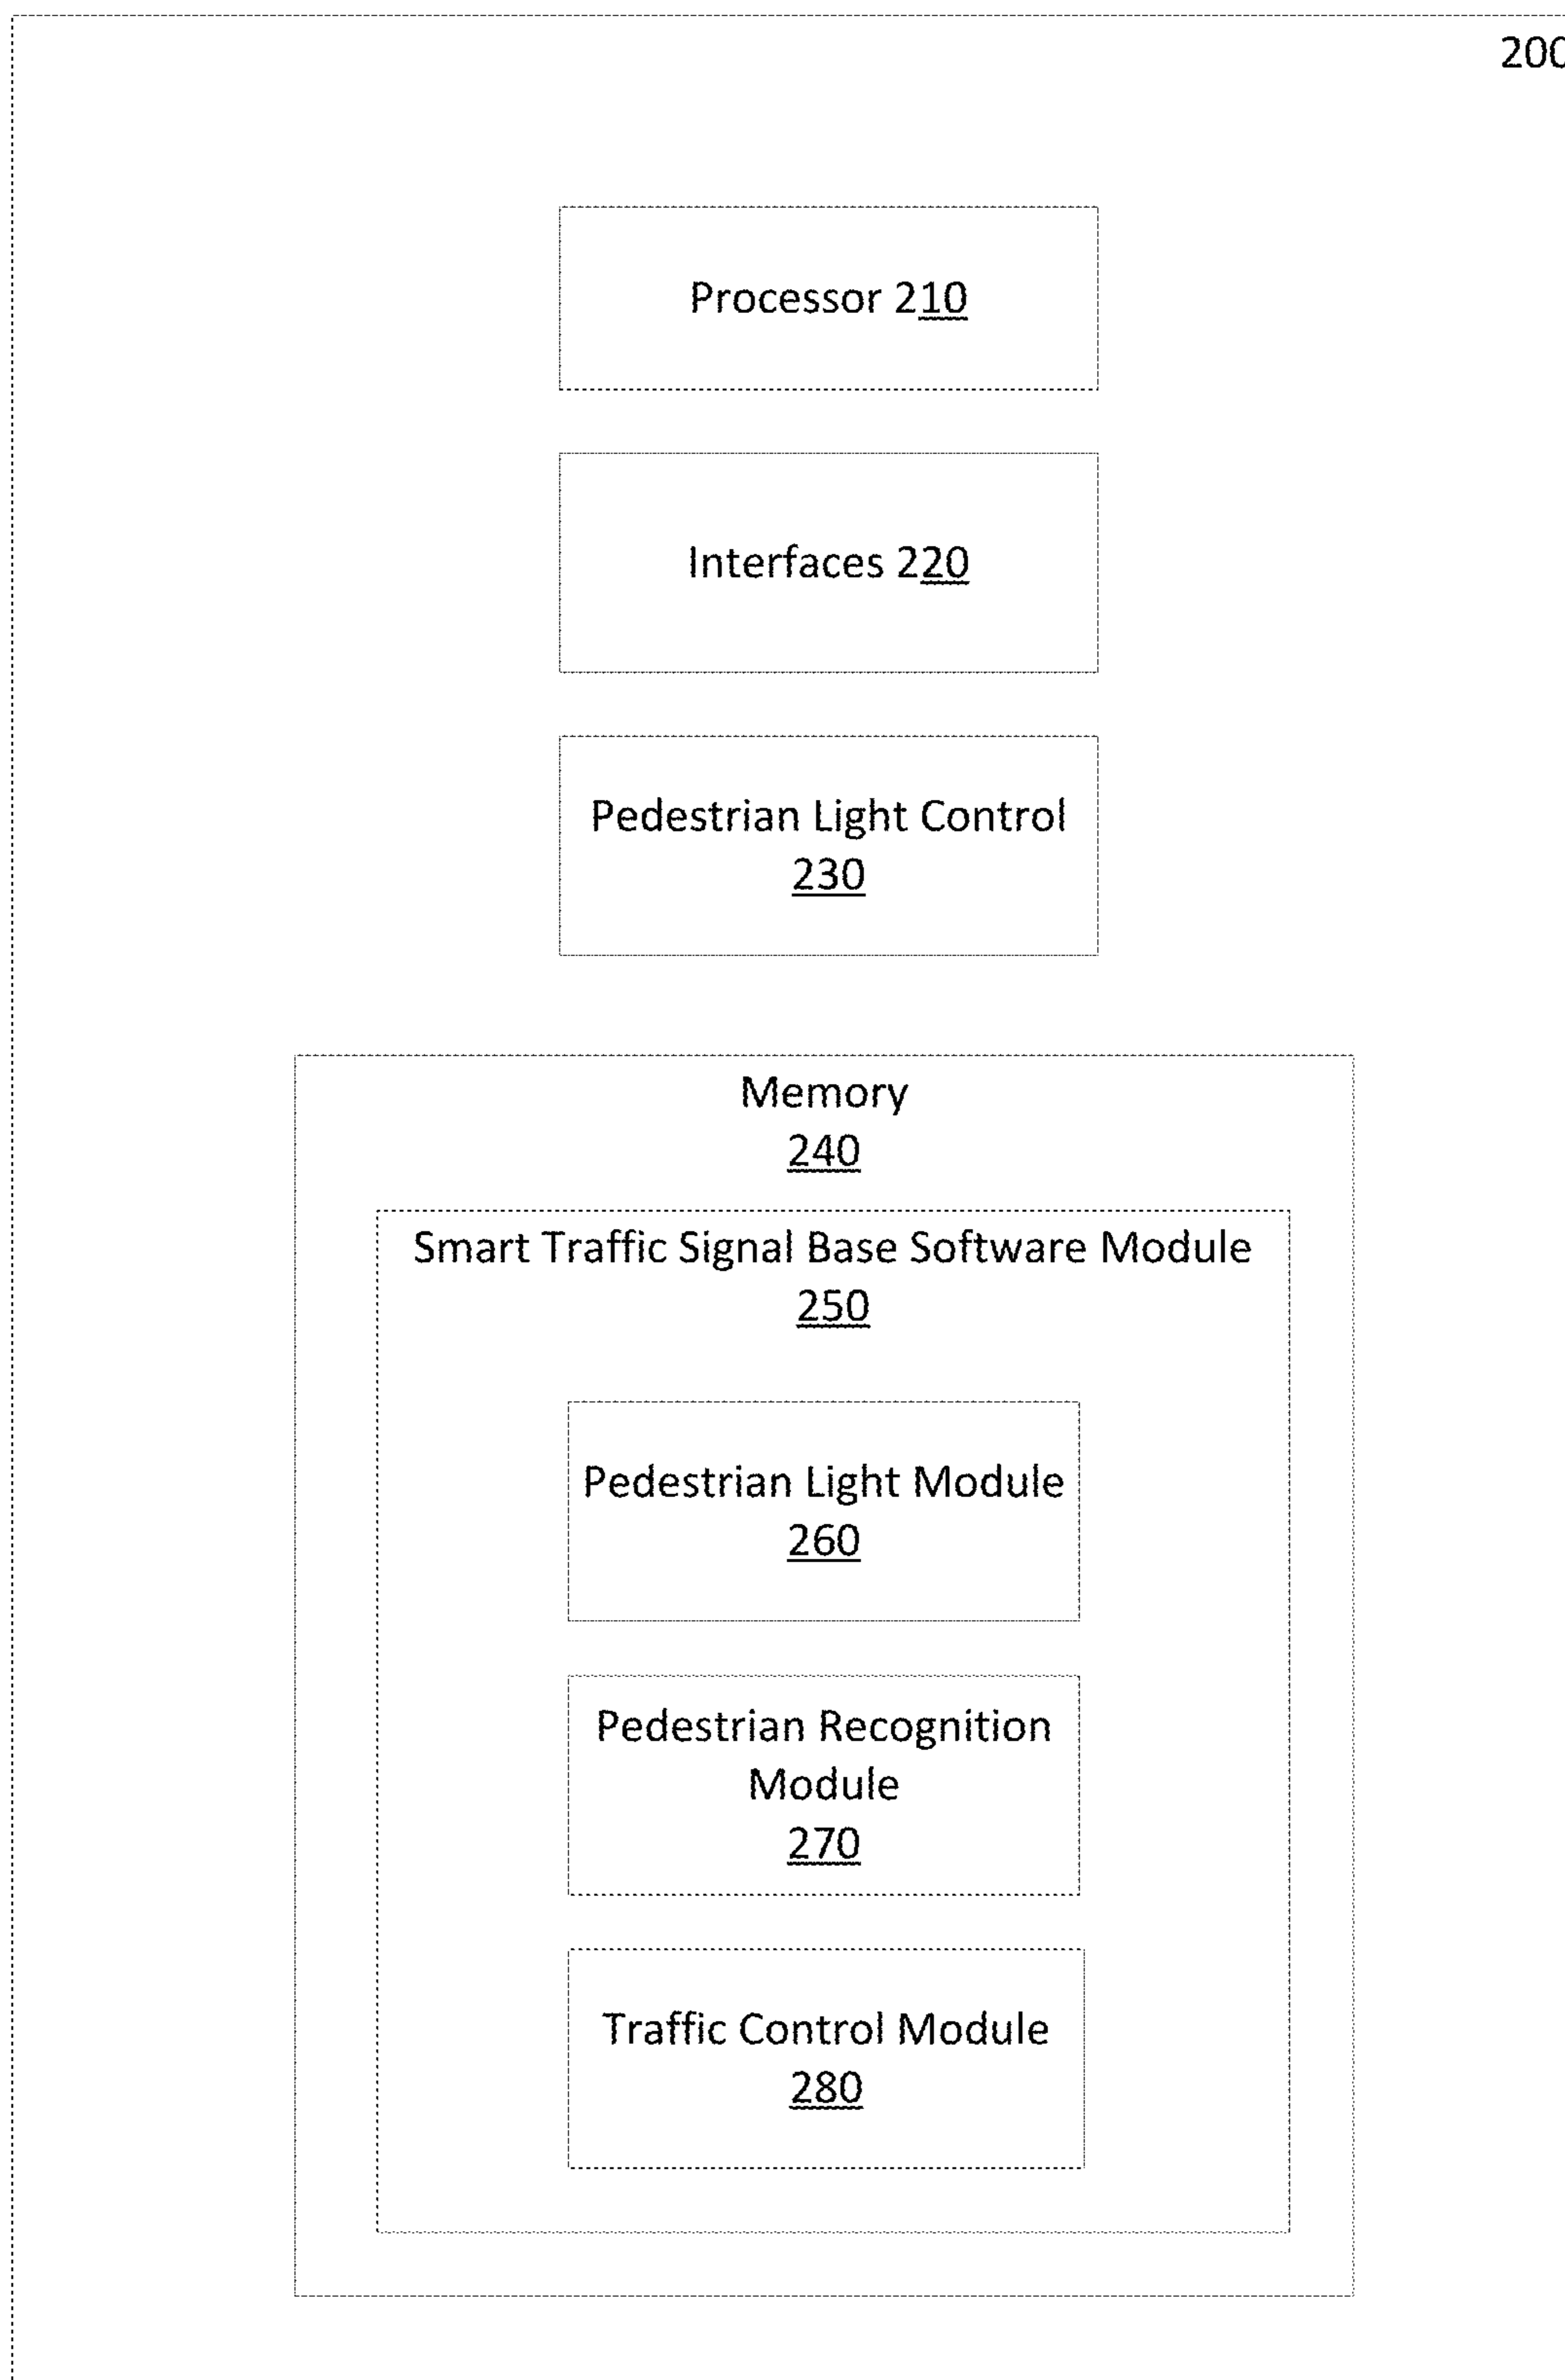 200
Processor 210
Interfaces 220
Pedestrian Light Control
230
Memory
240
Smart Traffic Signal Base Software Module
250
Pedestrian Light Module
260
Pedestrian Recognition
Module
270
Traffic Control Module
280